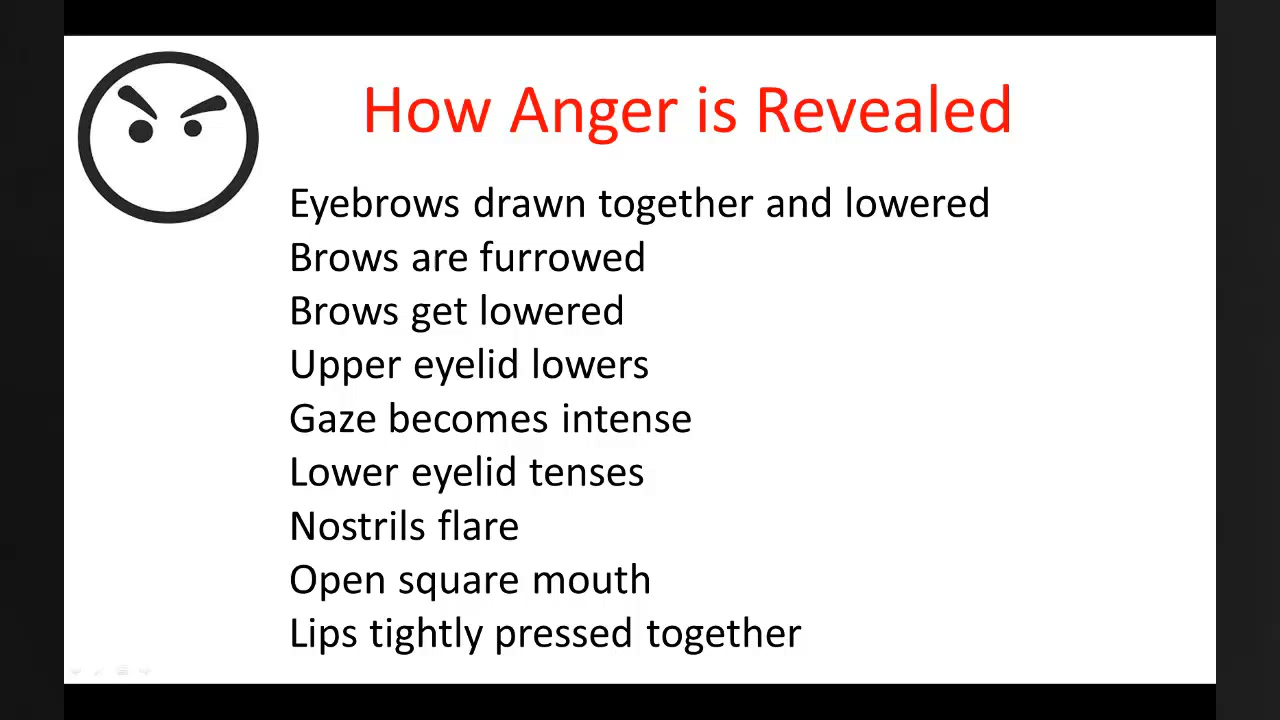 How Anger is Revealed
Eyebrows drawn together and lowered
Brows are furrowed
Brows get lowered
Upper eyelid lowers
Gaze becomes intense
Lower eyelid tenses
Nostrils flare
Open square mouth
Lips tightly pressed together